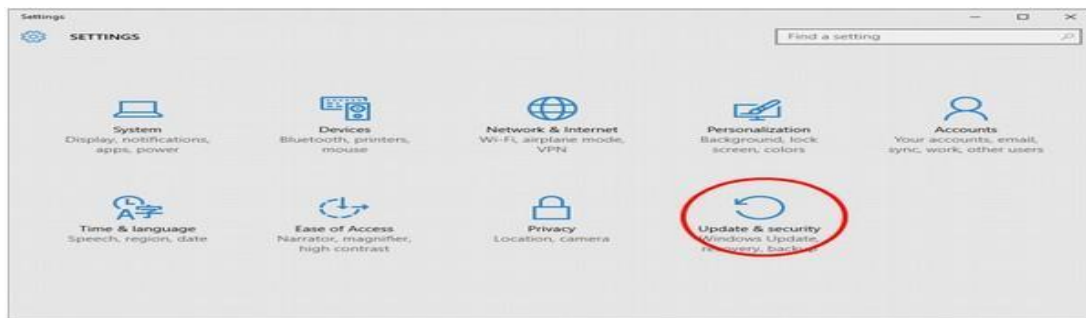 Settings
SETTINGS
Find a setting
System
Display, notifications,
apps, power
Devices
Bluetooth, printers,
mouse
Network & Internet
Wi-Fi, airplane mode,
VPN
Personalization
Background, lock
screen, colors
Accounts
Your accounts, email,
sync, work, other users
Time & language
Speech, region, date
Ease of Access
Narrator, magnifier,
high contrast
Privacy
Location, camera
Update & security
Windows Update,
recovery, backup